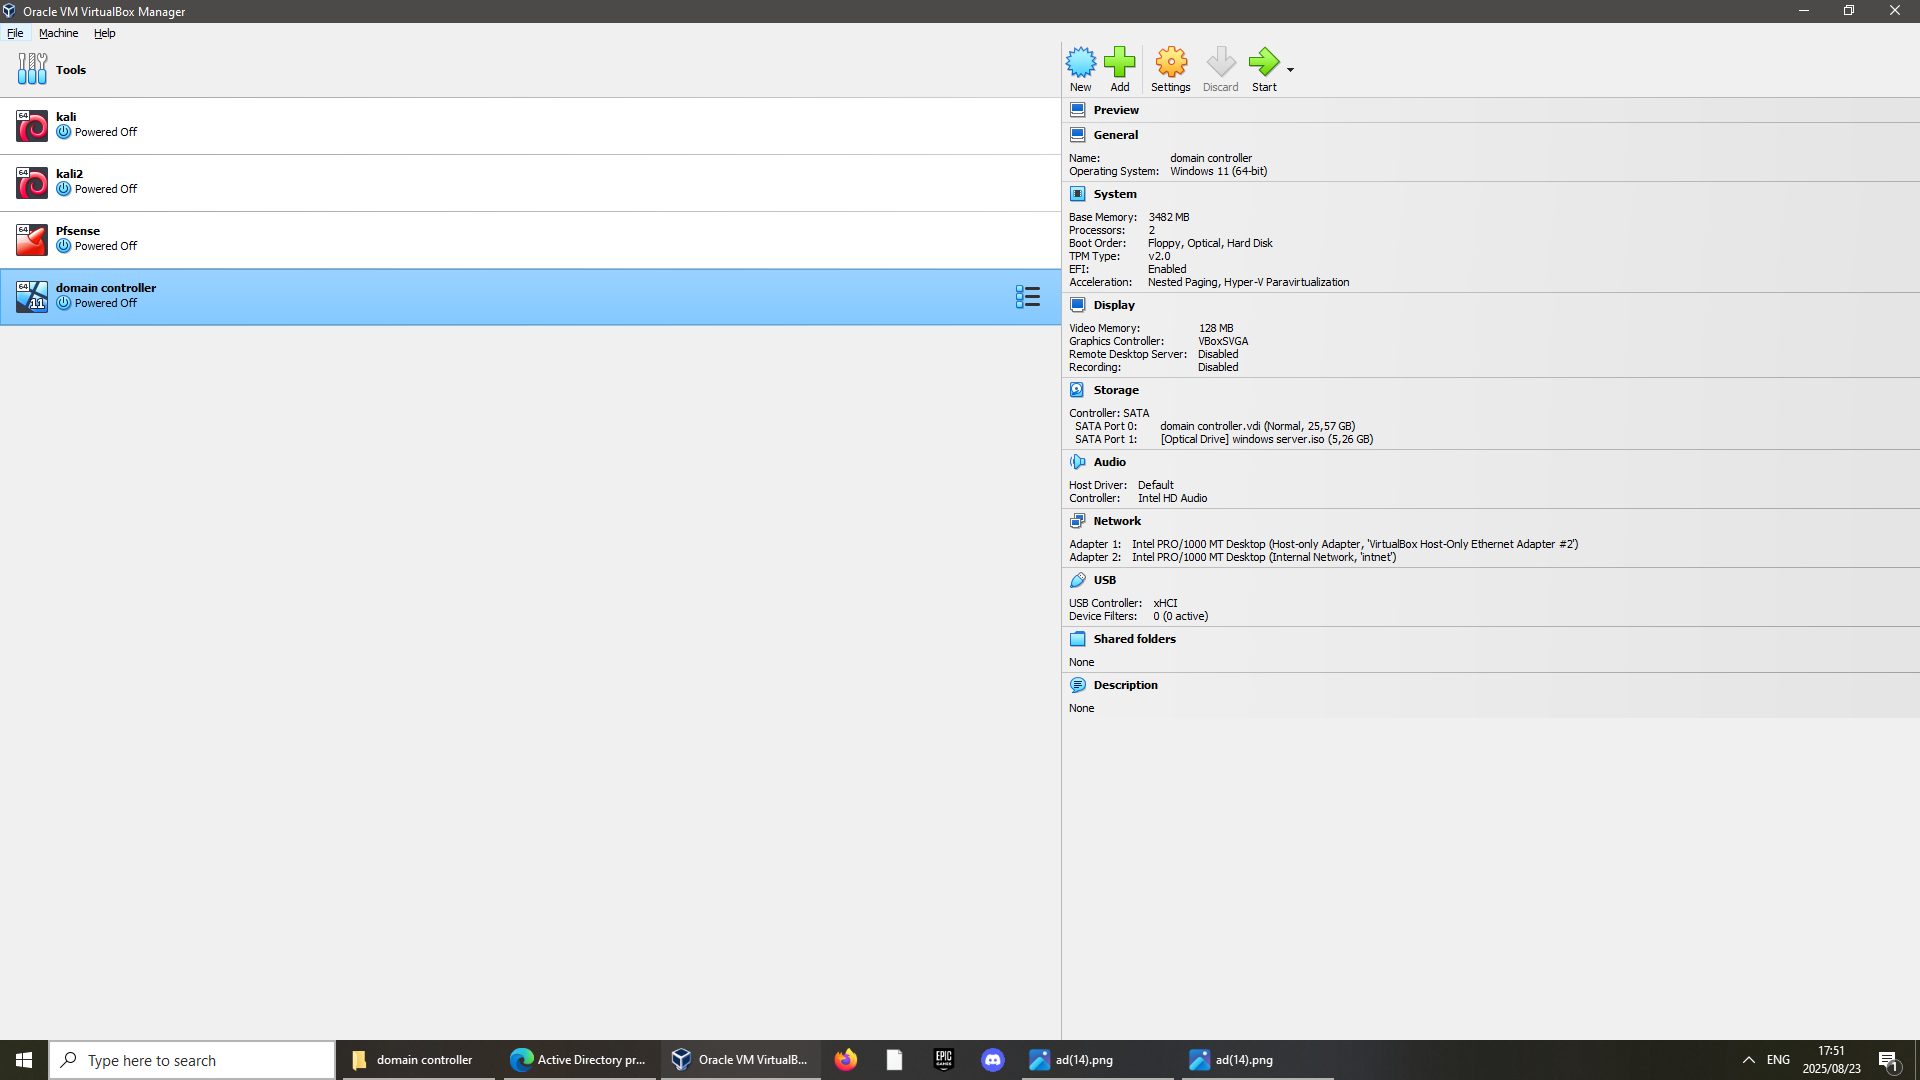 Oracle VM VirtualBox Manager
File Machine Help
Tools
64
kali
Powered Off
64
kali2
Powered Off
64
Pfsense
Powered Off
64
11
domain controller
Powered Off
New Add Settings Discard Start
Preview
General
Name: domain controller
Operating System: Windows 11 (64-bit)
System
Base Memory: 3482 MB
Processors: 2
Boot Order: Floppy, Optical, Hard Disk
TPM Type: v2.0
EFI: Enabled
Acceleration: Nested Paging, Hyper-V Paravirtualization
Display
Video Memory: 128 MB
Graphics Controller: VBoxSVGA
Remote Desktop Server: Disabled
Recording: Disabled
Storage
Controller: SATA
SATA Port 0: domain controller.vdi (Normal, 25,57 GB)
SATA Port 1: [Optical Drive] windows server.iso (5,26 GB)
Audio
Host Driver: Default
Controller: Intel HD Audio
Network
Adapter 1: Intel PRO/1000 MT Desktop (Host-only Adapter, 'VirtualBox Host-Only Ethernet Adapter #2')
Adapter 2: Intel PRO/1000 MT Desktop (Internal Network, 'intnet')
USB
USB Controller: xHCI
Device Filters: 0 (0 active)
Shared folders
None
Description
None
Type here to search
domain controller
Active Directory pr...
Oracle VM VirtualB...
EPIC
GAMES
ad(14).png
ad(14).png
ENG
17:51
2025/08/23
1